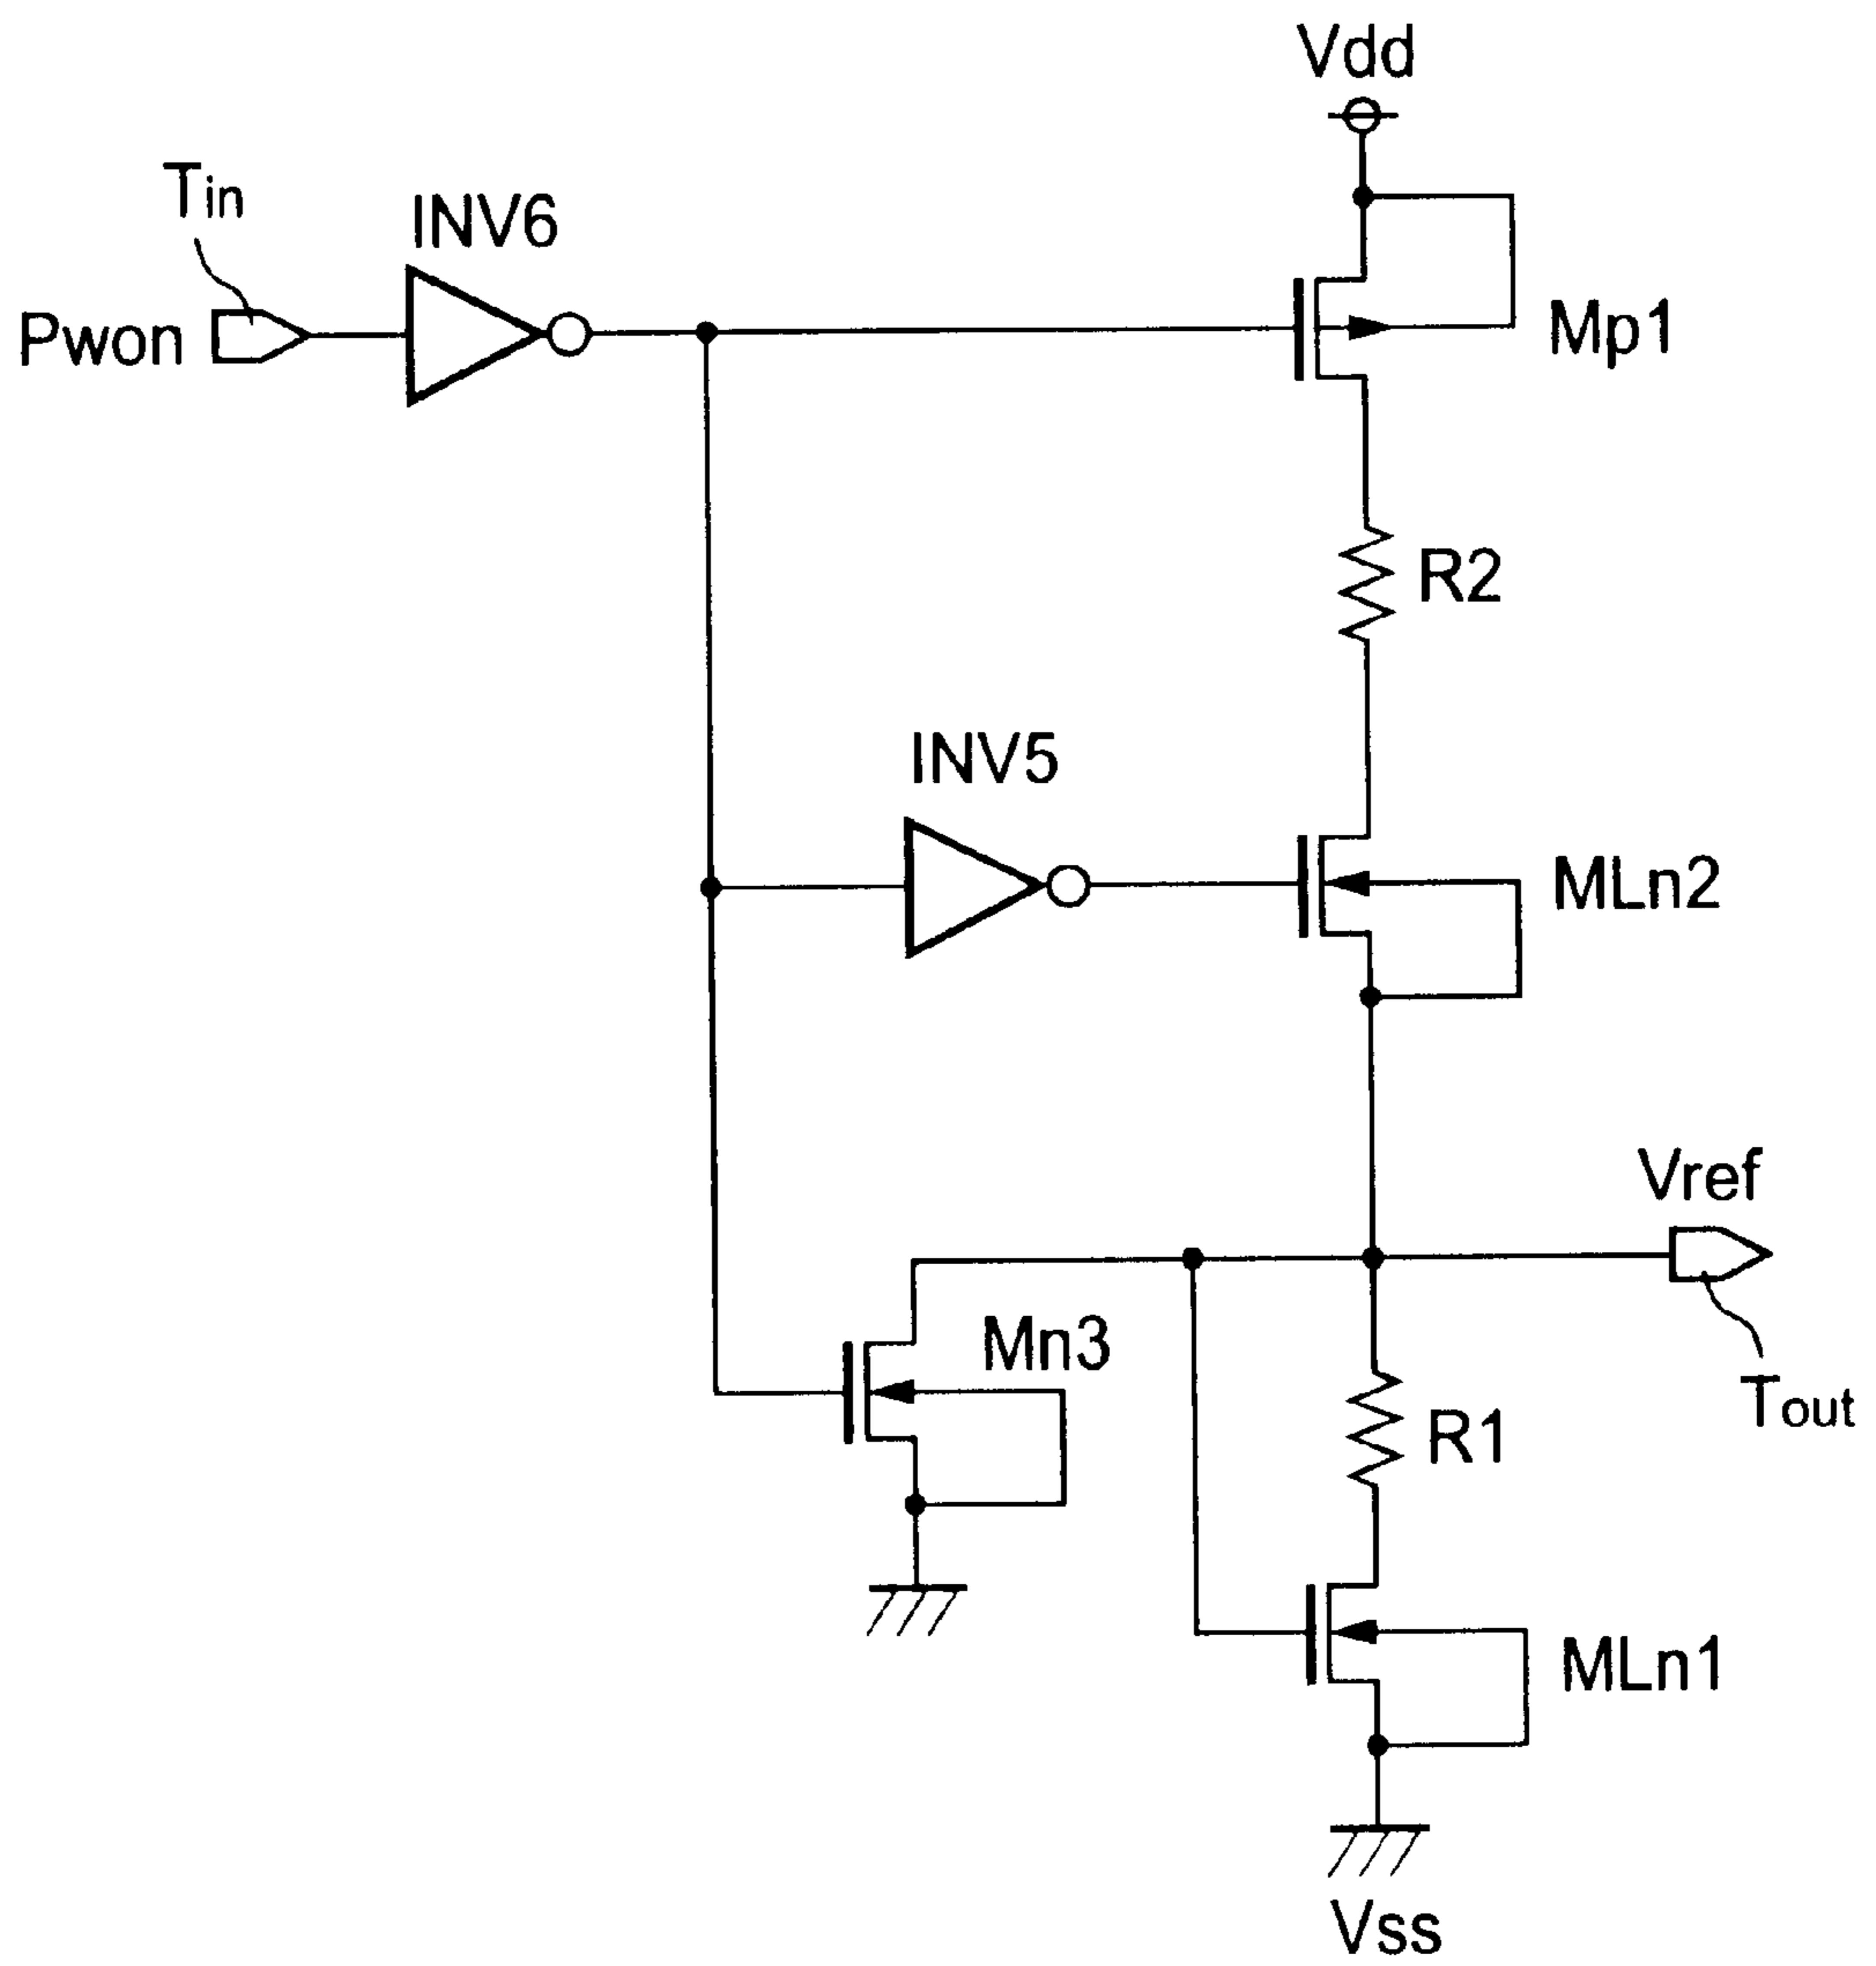 Vdd
Tin
INV6
Pwon
Mp1
R2
INV5
MLn2
Vref
Mn3
Tout
R1
MLn1
Vss